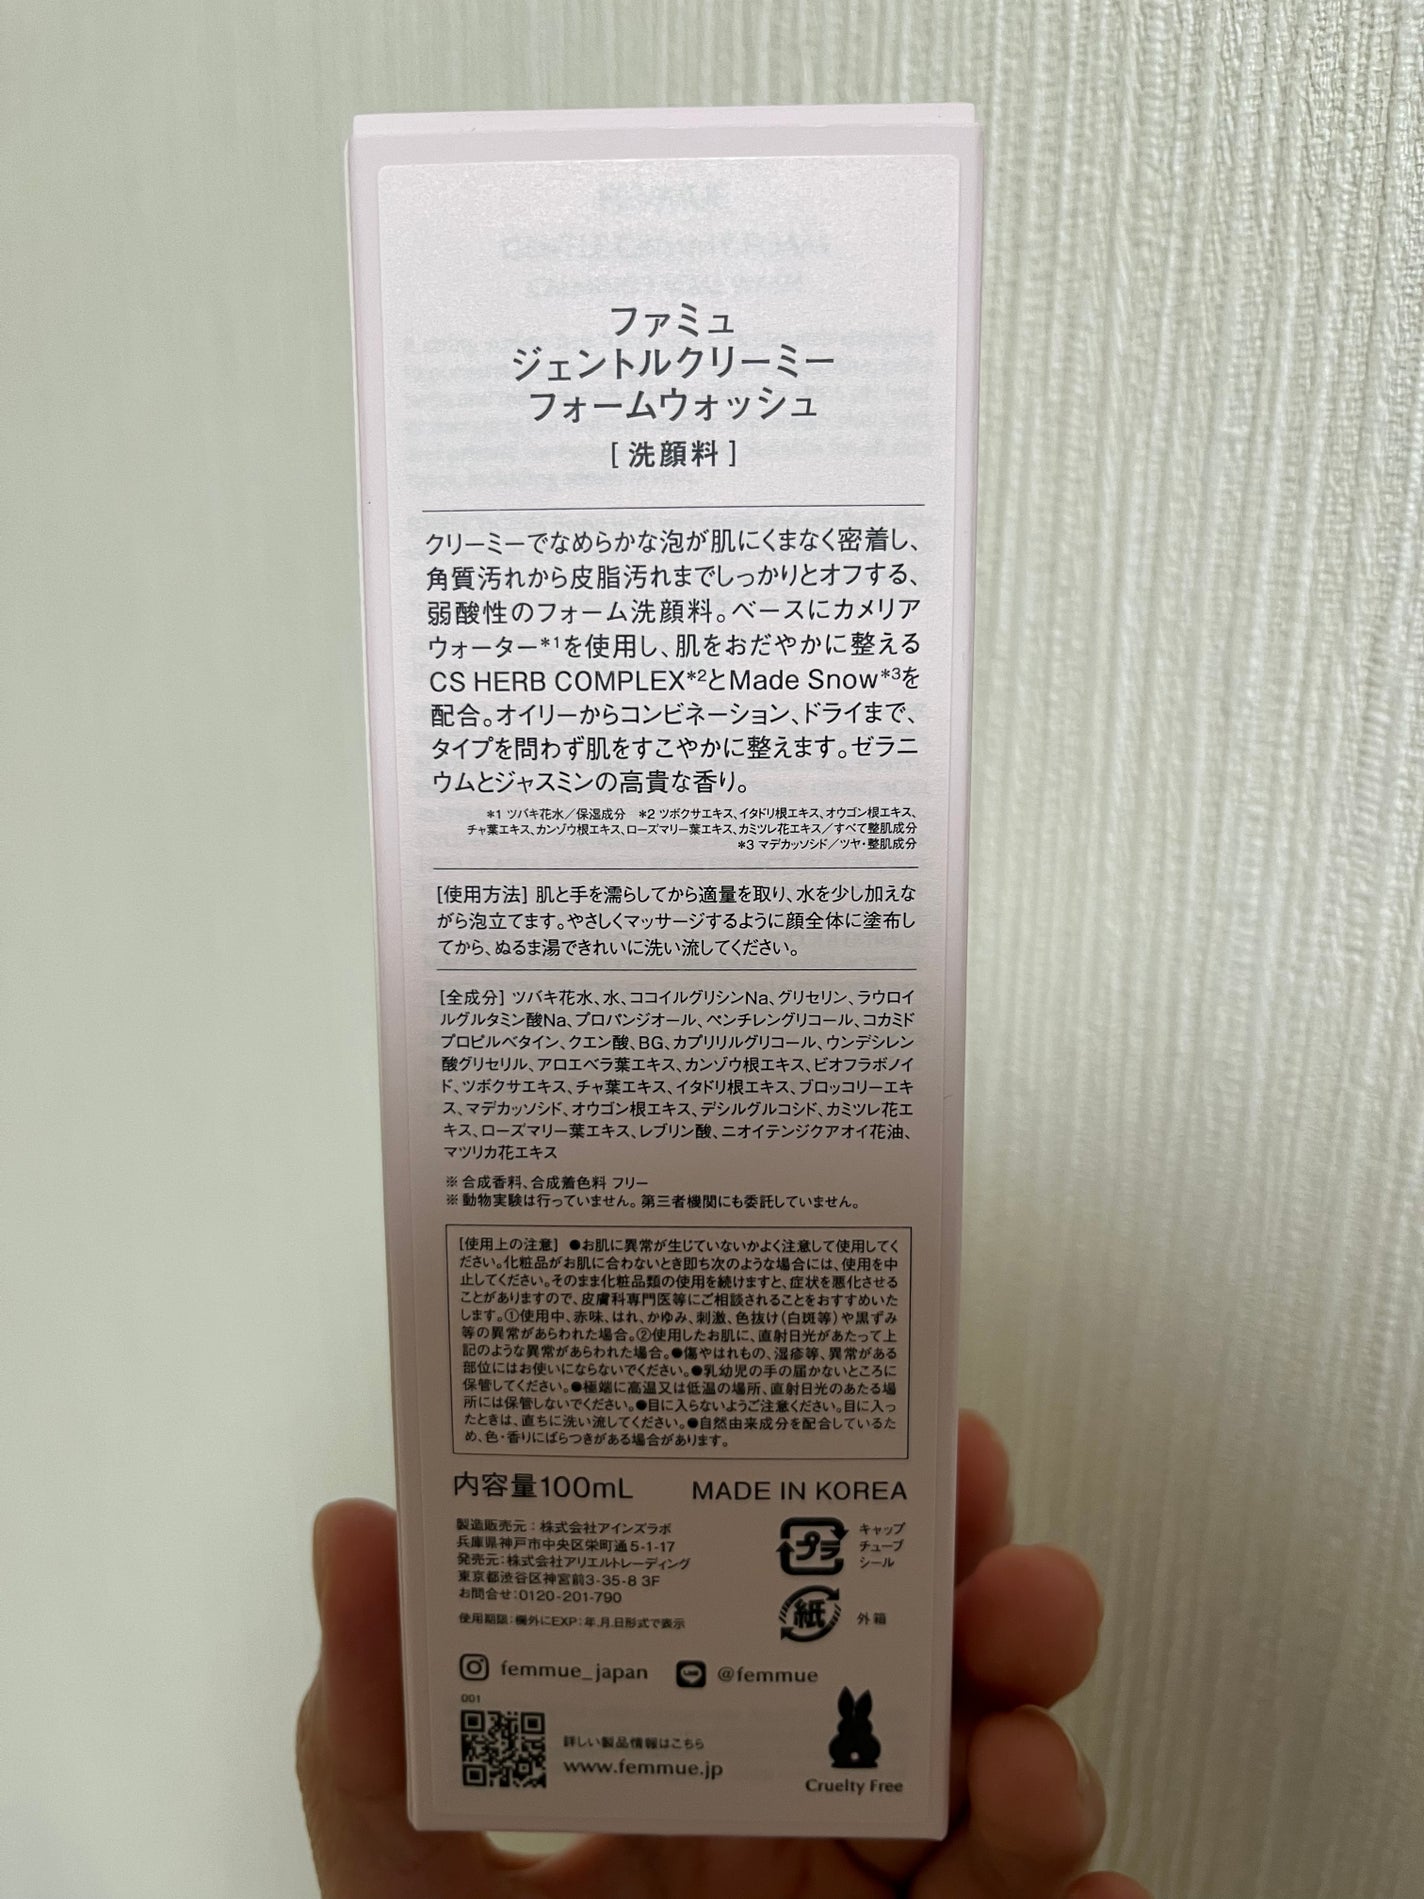 ファミュ
ジェントルクリーミー
フォームウォッシュ
[ 洗顔料 ]
クリーミーでなめらかな泡が肌にくまなく密着し、
角質汚れから皮脂汚れまでしっかりとオフする、
弱酸性のフォーム洗顔料。ベースにカメリア
ウォーター*1を使用し、肌をおだやかに整える
CS HERB COMPLEX*2とMade Snow*3を
配合。オイリーからコンビネーション、ドライまで、
タイプを問わず肌をすこやかに整えます。ゼラニ
ウムとジャスミンの高貴な香り。
*1 ツバキ花水／保湿成分 *2 ツボクサエキス、イタドリ根エキス、オウゴン根エキス、
チャ葉エキス、カンゾウ根エキス、ローズマリー葉エキス、カミツレ花エキス／すべて整肌成分
*3 マデカッソシド／ツヤ・整肌成分
[使用方法] 肌と手を濡らしてから適量を取り、水を少し加えな
がら泡立てます。やさしくマッサージするように顔全体に塗布し
てから、ぬるま湯できれいに洗い流してください。
[全成分] ツバキ花水、水、ココイルグリシンNa、グリセリン、ラウロイ
ルグルタミン酸Na、プロパンジオール、ペンチレングリコール、コカミド
プロピルベタイン、クエン酸、BG、カプリリルグリコール、ウンデシレン
酸グリセリル、アロエベラ葉エキス、カンゾウ根エキス、ビオフラボノイ
ド、ツボクサエキス、チャ葉エキス、イタドリ根エキス、ブロッコリーエキ
ス、マデカッソシド、オウゴン根エキス、デシルグルコシド、カミツレ花エ
キス、ローズマリー葉エキス、レブリン酸、ニオイテンジクアオイ花油、
マツリカ花エキス
※ 合成香料、合成着色料 フリー
※ 動物実験は行っていません。第三者機関にも委託していません。
[使用上の注意] ●お肌に異常が生じていないかよく注意して使用してく
ださい。化粧品がお肌に合わないとき即ち次のような場合には、使用を中
止してください。そのまま化粧品類の使用を続けますと、症状を悪化させる
ことがありますので、皮膚科専門医等にご相談されることをおすすめいた
します。①使用中、赤味、はれ、かゆみ、刺激、色抜け(白斑等)や黒ずみ
等の異常があらわれた場合。②使用したお肌に、直射日光があたって上
記のような異常があらわれた場合。●傷やはれもの、湿疹等、異常がある
部位にはお使いにならないでください。●乳幼児の手の届かないところに
保管してください。●極端に高温又は低温の場所、直射日光のあたる場
所には保管しないでください。●目に入らないようご注意ください。目に入っ
たときは、直ちに洗い流してください。●自然由来成分を配合しているた
め、色・香りにばらつきがある場合があります。
内容量100mL
MADE IN KOREA
製造販売元：株式会社アインズラボ
兵庫県神戸市中央区栄町通5-1-17
発売元：株式会社アリエルトレーディング
東京都渋谷区神宮前3-35-8 3F
お問合せ：0120-201-790
使用期限：欄外にEXP：年.月.日形式で表示
プラ
キャップ
チューブ
シール
紙
外箱
femmue_japan
LINE
@femmue
001
詳しい製品情報はこちら
www.femmue.jp
Cruelty Free